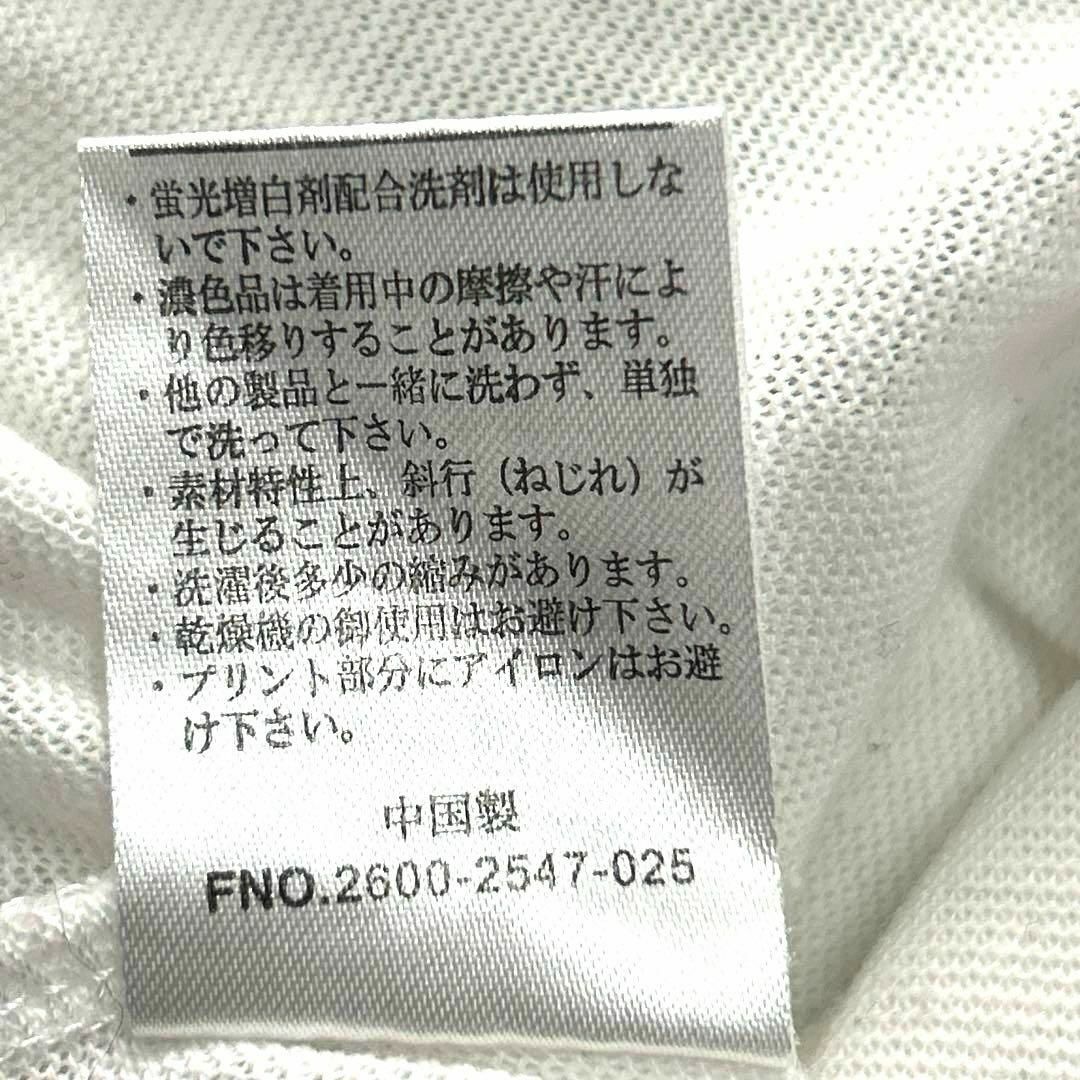 ・蛍光増白剤配合洗剤は使用しな
いで下さい。
・濃色品は着用中の摩擦や汗によ
り色移りすることがあります。
・他の製品と一緒に洗わず、単独
で洗って下さい。
・素材特性上、斜行（ねじれ）が
生じることがあります。
・洗濯後多少の縮みがあります。
・乾燥機の御使用はお避け下さい。
・プリント部分にアイロンはお避
け下さい。
中国製
FNO.2600-2547-025